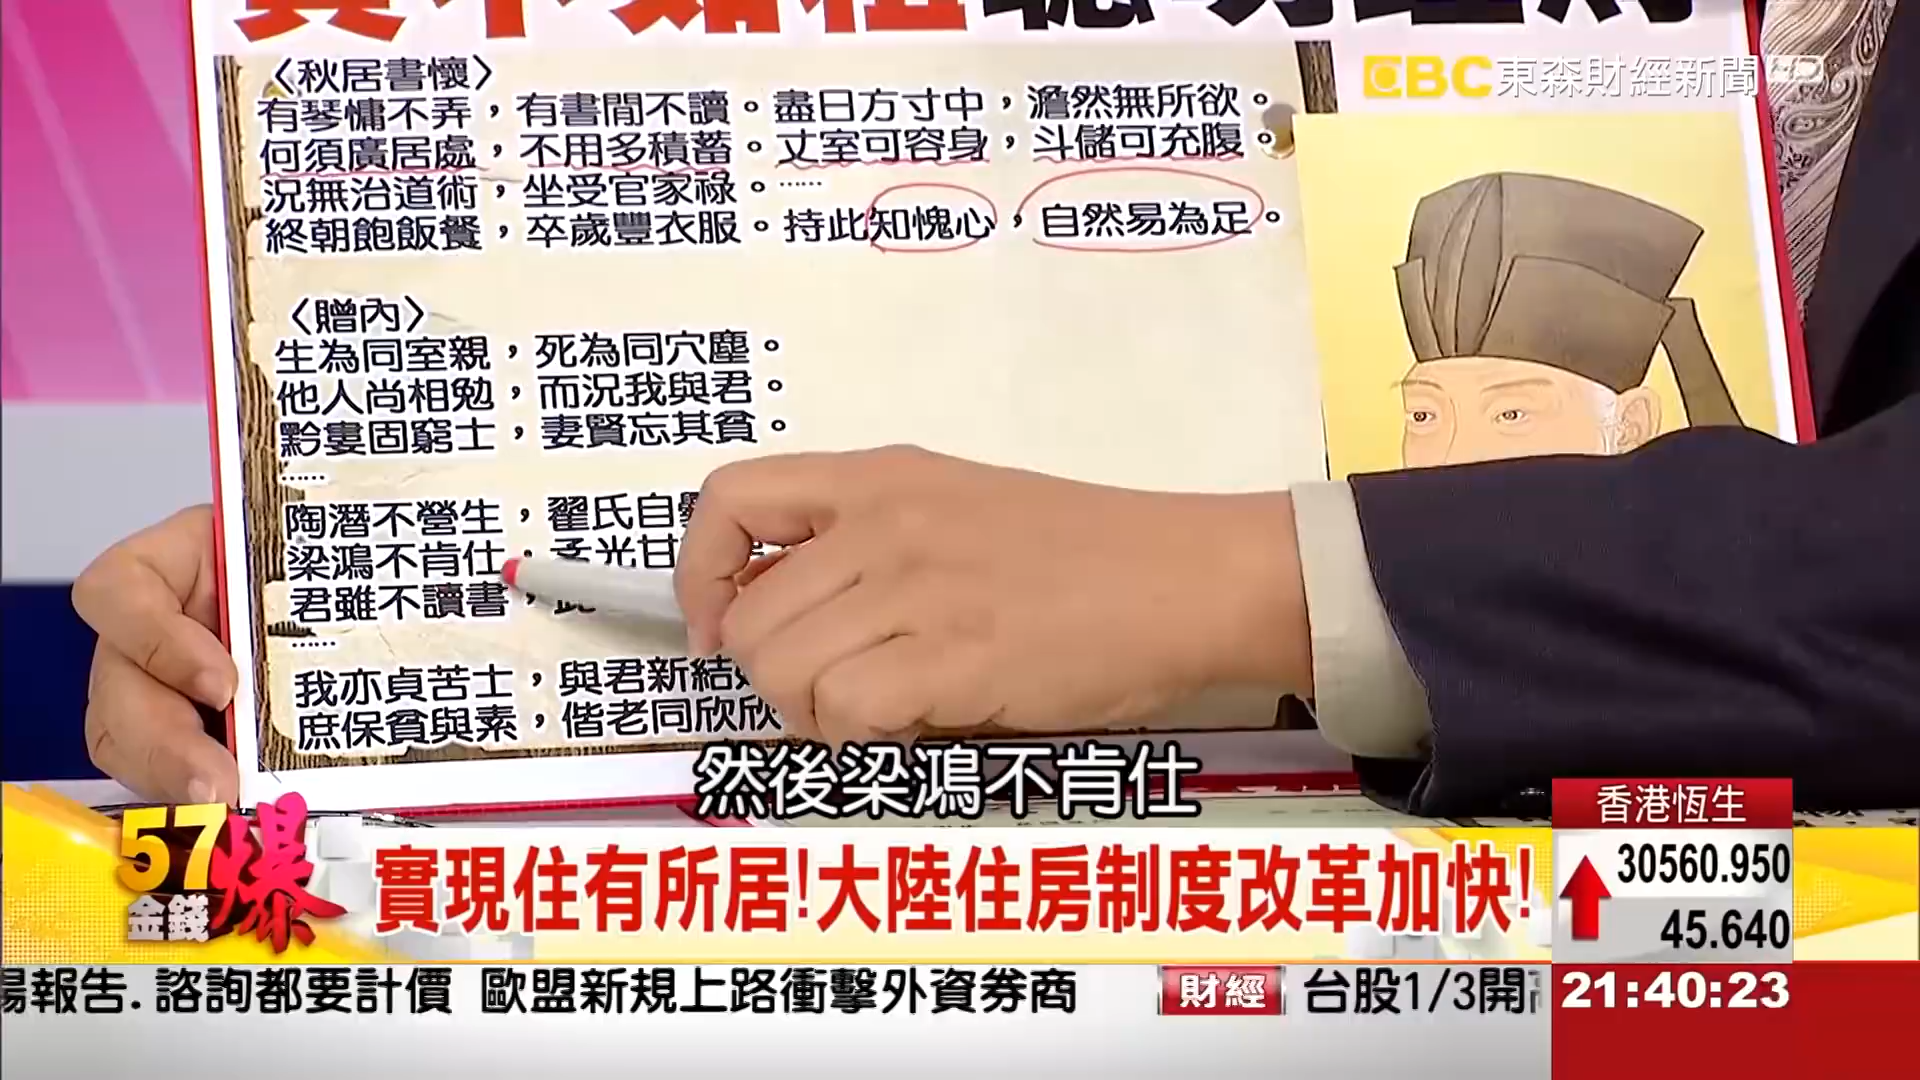 EBC 東森財經新聞 HD
〈秋居書懷〉
有琴慵不弄，有書閒不讀。盡日方寸中，澹然無所欲。
何須廣居處，不用多積蓄。丈室可容身，斗儲可充腹。
況無治道術，坐受官家祿。……
終朝飽飯餐，卒歲豐衣服。持此知愧心，自然易為足。
〈贈內〉
生為同室親，死為同穴塵。
他人尚相勉，而況我與君。
黔婁固窮士，妻賢忘其貧。
……
陶潛不營生，翟氏自
梁鴻不肯仕，孟光甘
君雖不讀書，此
……
我亦貞苦士，與君新結
庶保貧與素，偕老同欣欣
然後梁鴻不肯仕
57
金錢
爆
實現住有所居!大陸住房制度改革加快!
香港恆生
30560.950
45.640
場報告.諮詢都要計價 歐盟新規上路衝擊外資券商
財經 台股1/3開
21:40:23